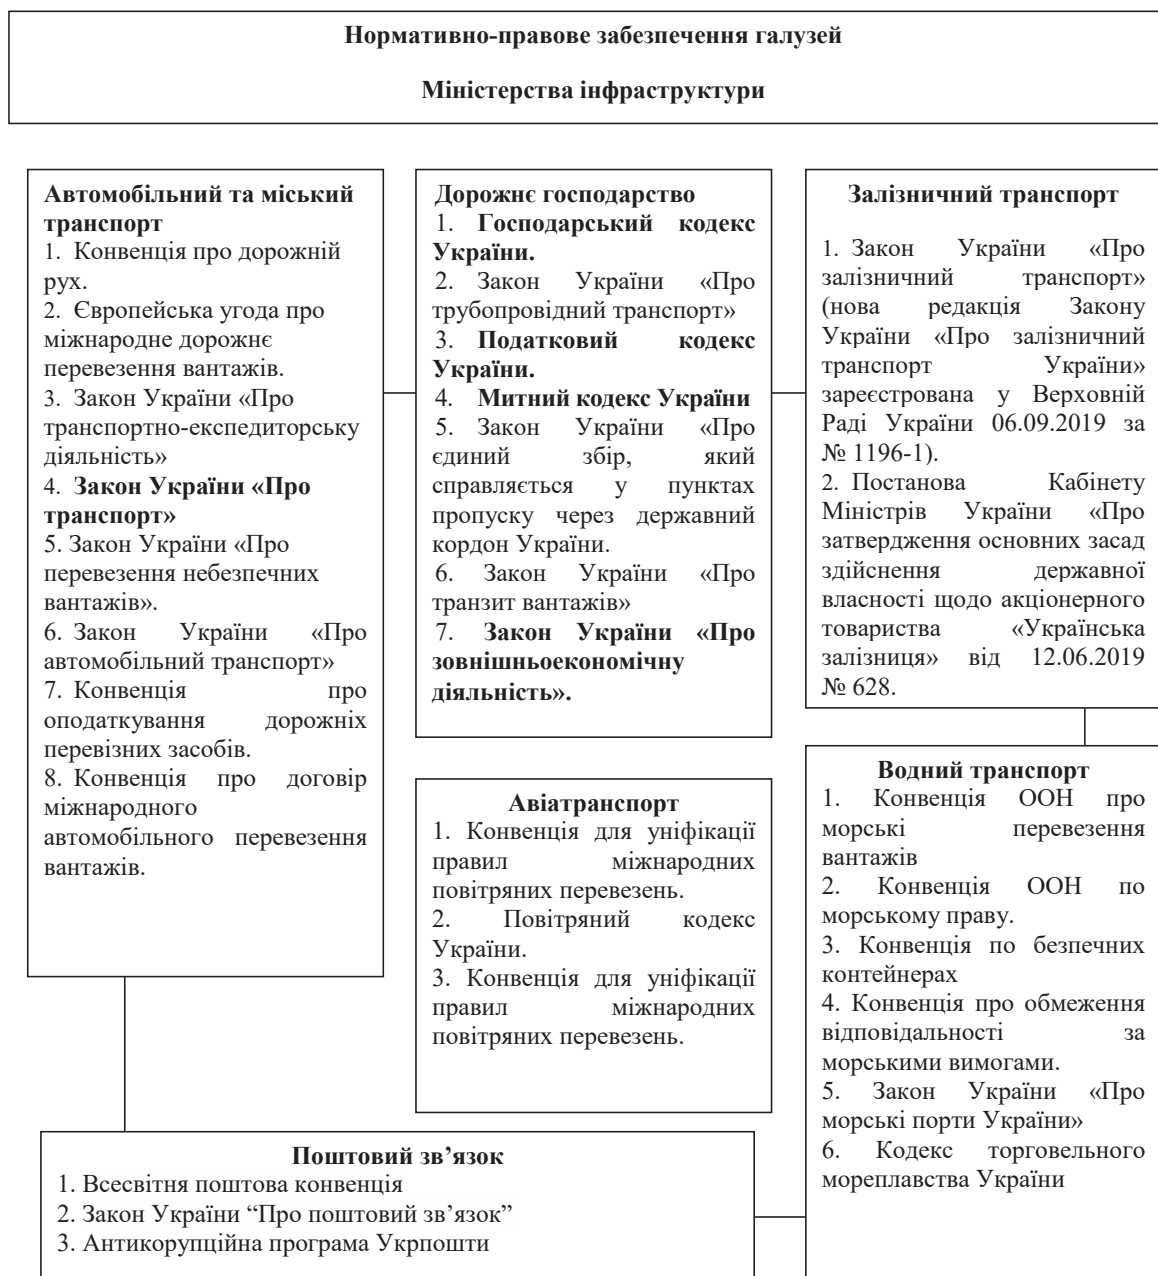 Нормативно-правове забезпечення галузей
Міністерства інфраструктури
Автомобільний та міський
транспорт
1. Конвенція про дорожній
рух.
2. Європейська угода про
міжнародне дорожнє
перевезення вантажів.
3. Закон України «Про
транспортно-експедиторську
діяльність»
4. Закон України «Про
транспорт»
5. Закон України «Про
перевезення небезпечних
вантажів».
6. Закон України «Про
автомобільний транспорт»
7. Конвенція про
оподаткування дорожніх
перевізних засобів.
8. Конвенція про договір
міжнародного
автомобільного перевезення
вантажів.
Дорожнє господарство
1. Господарський кодекс
України.
2. Закон України «Про
трубопровідний транспорт»
3. Податковий кодекс
України.
4. Митний кодекс України
5. Закон України «Про
єдиний збір, який
справляється у пунктах
пропуску через державний
кордон України.
6. Закон України «Про
транзит вантажів»
7. Закон України «Про
зовнішньоекономічну
діяльність».
Залізничний транспорт
1. Закон України «Про
залізничний транспорт»
(нова редакція Закону
України «Про залізничний
транспорт України»
зареєстрована у Верховній
Раді України 06.09.2019 за
№ 1196-1).
2. Постанова Кабінету
Міністрів України «Про
затвердження основних засад
здійснення державної
власності щодо акціонерного
товариства «Українська
залізниця» від 12.06.2019
№ 628.
Авіатранспорт
1. Конвенція для уніфікації
правил міжнародних
повітряних перевезень.
2. Повітряний кодекс
України.
3. Конвенція для уніфікації
правил міжнародних
повітряних перевезень.
Водний транспорт
1. Конвенція ООН про
морські перевезення
вантажів
2. Конвенція ООН по
морському праву.
3. Конвенція по безпечних
контейнерах
4. Конвенція про обмеження
відповідальності за
морськими вимогами.
5. Закон України «Про
морські порти України»
6. Кодекс торговельного
мореплавства України
Поштовий зв’язок
1. Всесвітня поштова конвенція
2. Закон України “Про поштовий зв’язок”
3. Антикорупційна програма Укрпошти